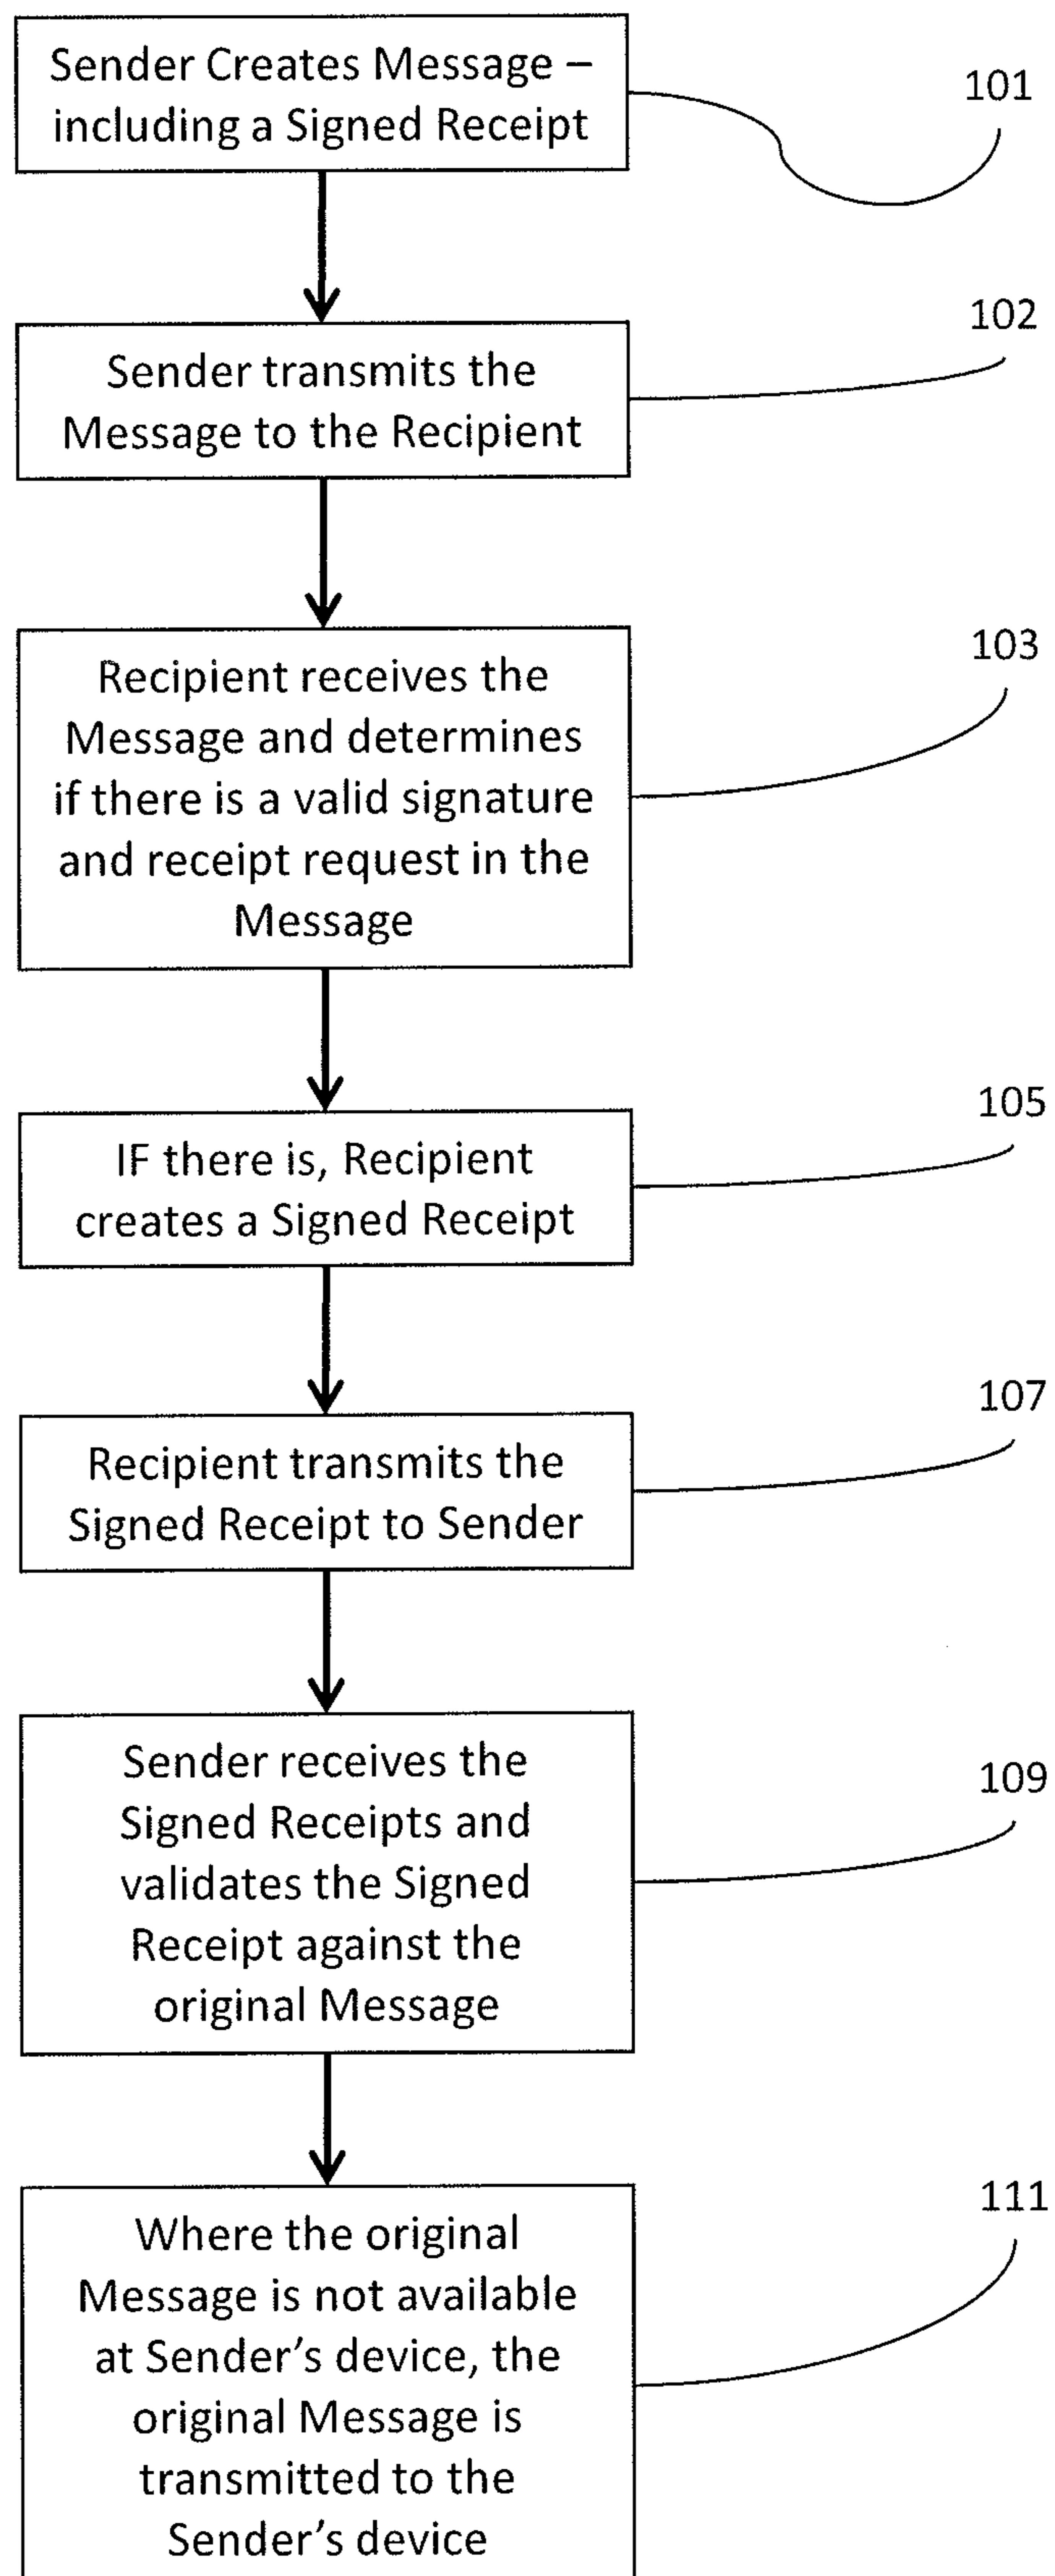 Sender Creates Message –
including a Signed Receipt
101
Sender transmits the
Message to the Recipient
102
Recipient receives the
Message and determines
if there is a valid signature
and receipt request in the
Message
103
IF there is, Recipient
creates a Signed Receipt
105
Recipient transmits the
Signed Receipt to Sender
107
Sender receives the
Signed Receipts and
validates the Signed
Receipt against the
original Message
109
Where the original
Message is not available
at Sender’s device, the
original Message is
transmitted to the
Sender’s device
111